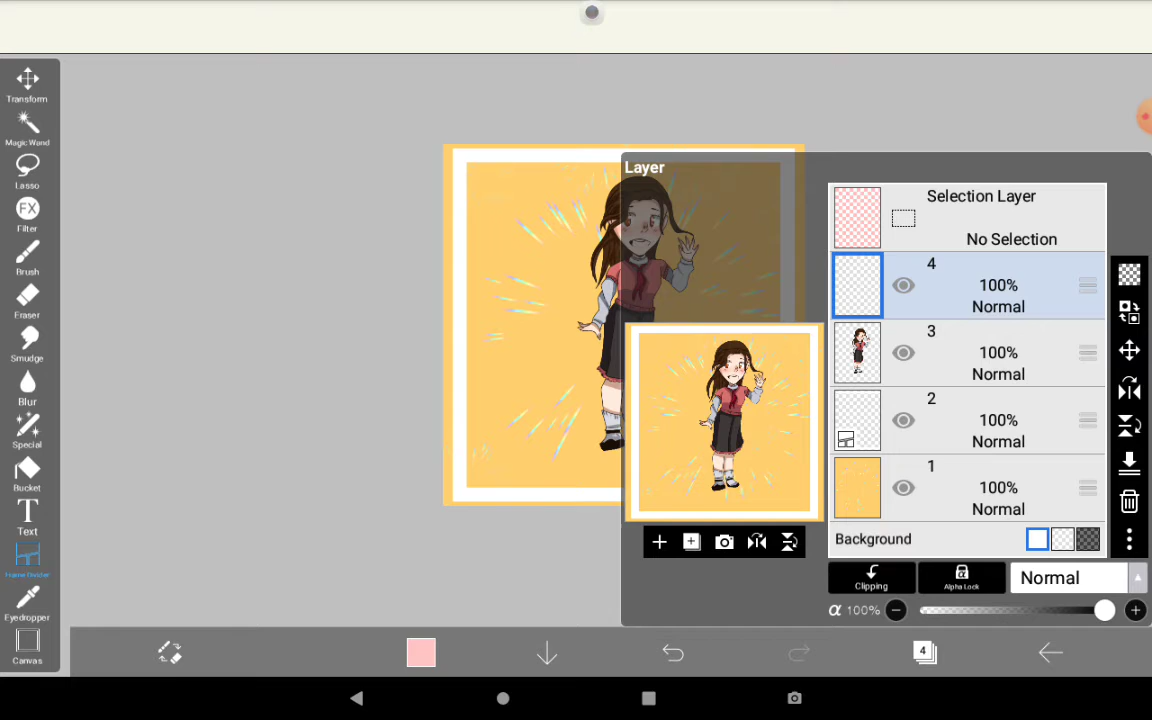 Transform
Magic Wand
Lasso
FX
Filter
Brush
Eraser
Smudge
Blur
Special
Bucket
T
Text
Frame Divider
Eyedropper
Canvas
Layer
Selection Layer
No Selection
4
100%
Normal
3
100%
Normal
2
100%
Normal
1
100%
Normal
Background
Clipping
Alpha Lock
Normal
α 100%
4